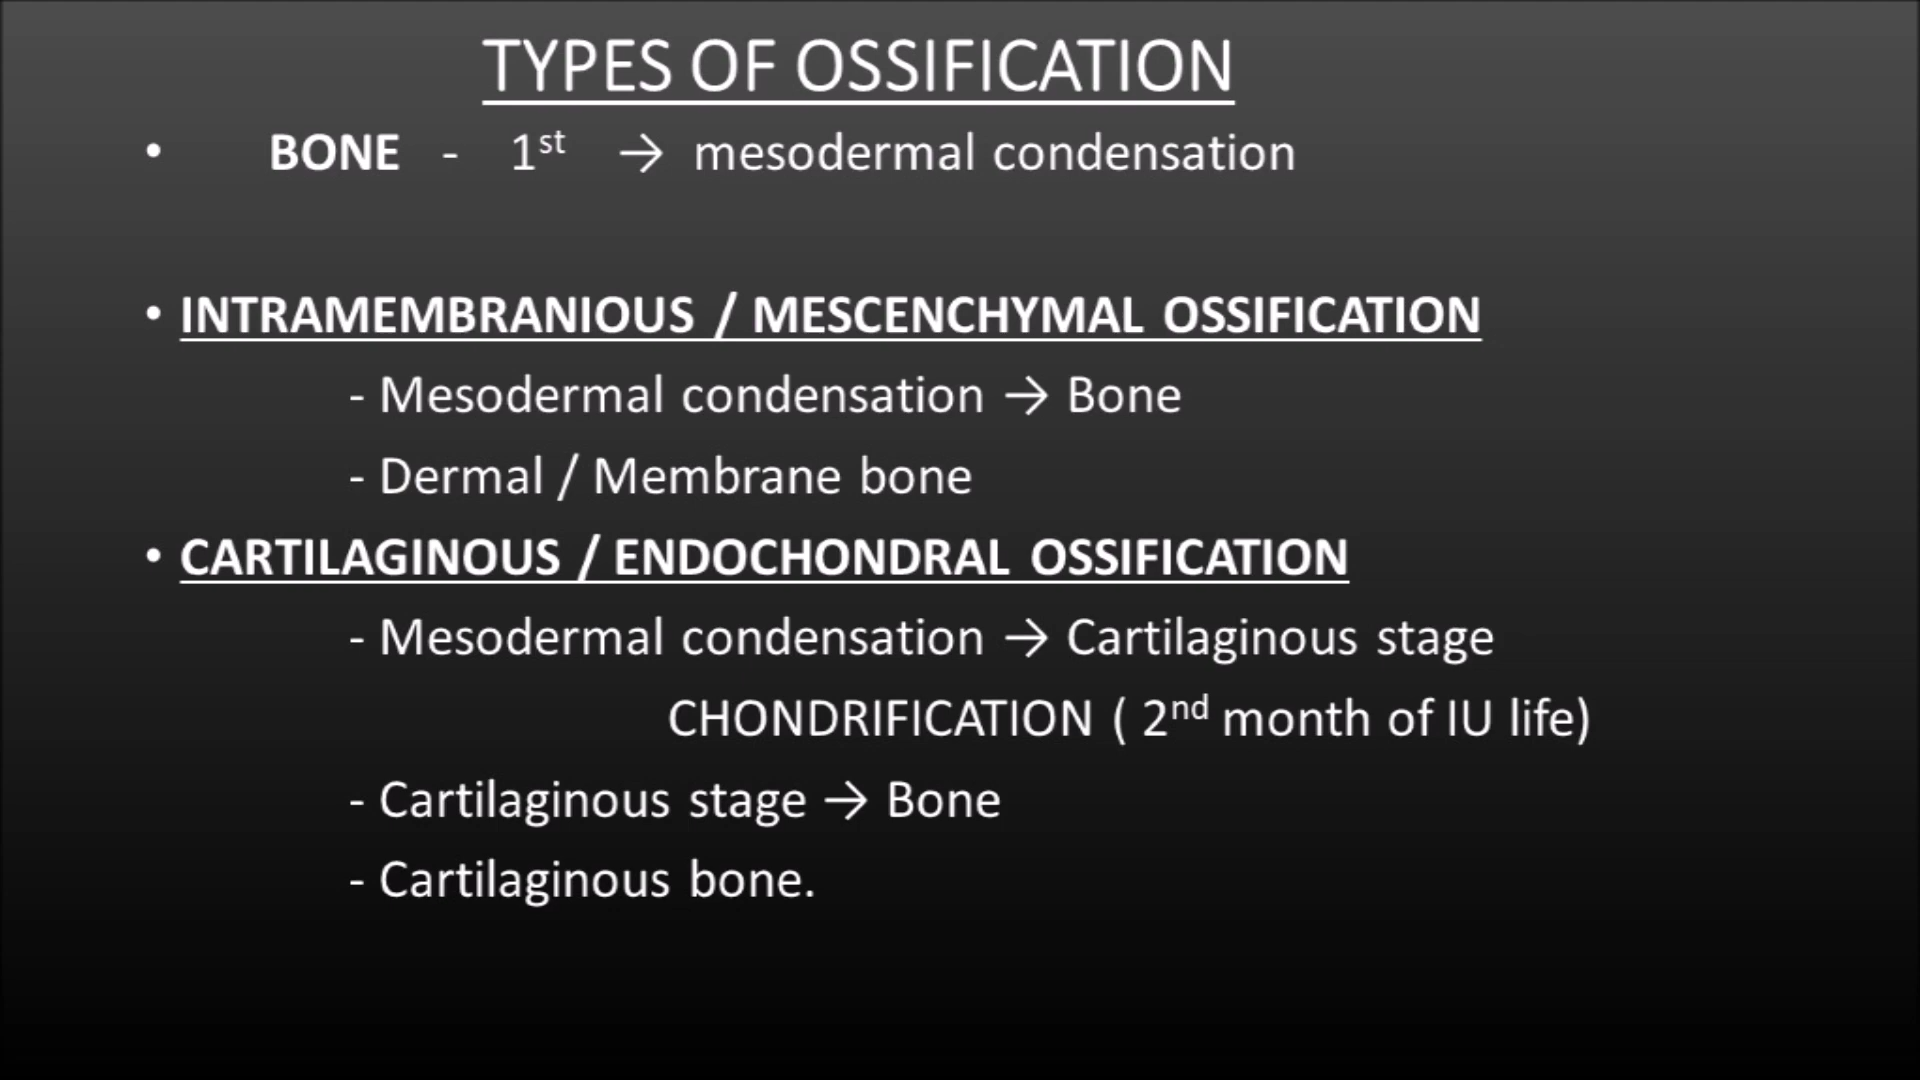 TYPES OF OSSIFICATION
• BONE - 1st → mesodermal condensation
• INTRAMEMBRANIOUS / MESCENCHYMAL OSSIFICATION
- Mesodermal condensation → Bone
- Dermal / Membrane bone
• CARTILAGINOUS / ENDOCHONDRAL OSSIFICATION
- Mesodermal condensation → Cartilaginous stage
CHONDRIFICATION ( 2nd month of IU life)
- Cartilaginous stage → Bone
- Cartilaginous bone.